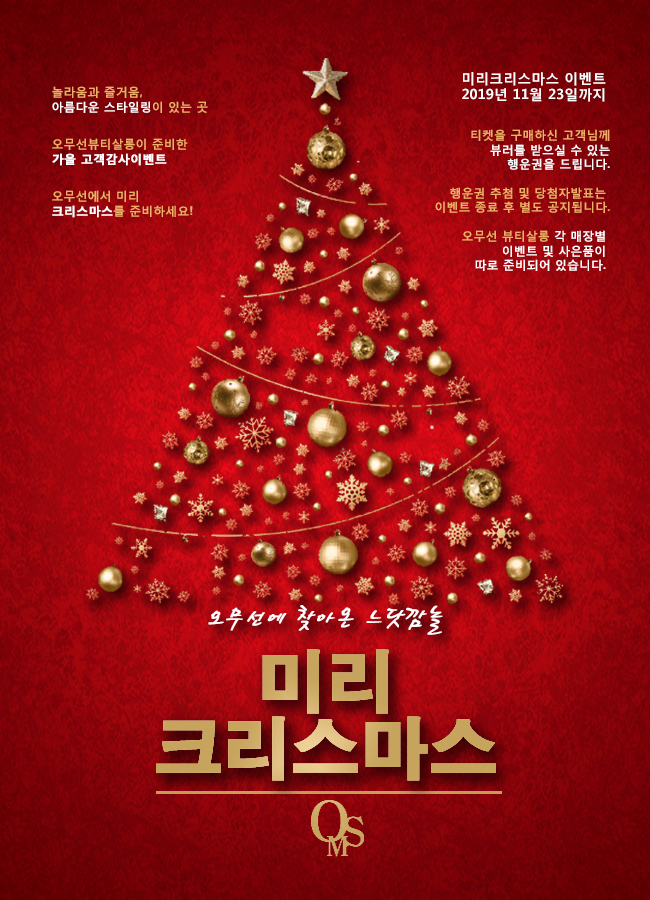 놀라움과 즐거움,
아름다운 스타일링이 있는 곳
오무선뷰티살롱이 준비한
가을 고객감사이벤트
오무선에서 미리
크리스마스를 준비하세요!
미리크리스마스 이벤트
2019년 11월 23일까지
티켓을 구매하신 고객님께
뷰러를 받으실 수 있는
행운권을 드립니다.
행운권 추첨 및 당첨자발표는
이벤트 종료 후 별도 공지됩니다.
오무선 뷰티살롱 각 매장별
이벤트 및 사은품이
따로 준비되어 있습니다.
오무선에 찾아온 느닷깜놀
미리
크리스마스
OMS